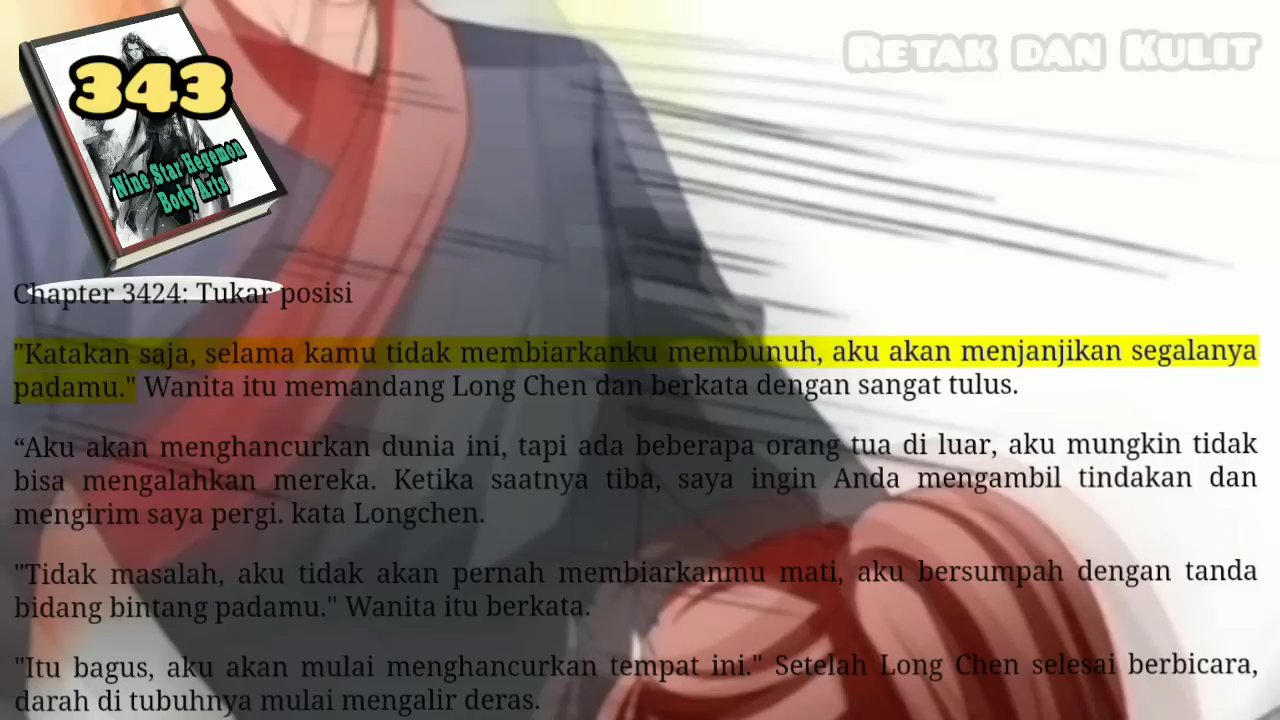 RETAK DAN KULIT
343
Nine Star Hegemon
Body Arts
Chapter 3424: Tukar posisi
"Katakan saja, selama kamu tidak membiarkanku membunuh, aku akan menjanjikan segalanya
padamu." Wanita itu memandang Long Chen dan berkata dengan sangat tulus.
“Aku akan menghancurkan dunia ini, tapi ada beberapa orang tua di luar, aku mungkin tidak
bisa mengalahkan mereka. Ketika saatnya tiba, saya ingin Anda mengambil tindakan dan
mengirim saya pergi. kata Longchen.
"Tidak masalah, aku tidak akan pernah membiarkanmu mati, aku bersumpah dengan tanda
bidang bintang padamu." Wanita itu berkata.
"Itu bagus, aku akan mulai menghancurkan tempat ini." Setelah Long Chen selesai berbicara,
darah di tubuhnya mulai mengalir deras.